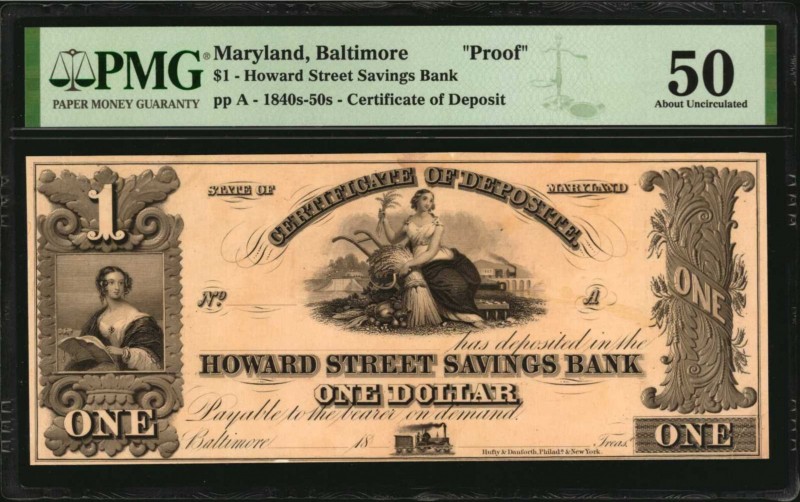 PMG® Maryland, Baltimore "Proof" 50
PAPER MONEY GUARANTY $1 - Howard Street Savings Bank About Uncirculated
pp A - 1840s-50s - Certificate of Deposit
1
STATE OF CERTIFICATE OF DEPOSITE, MARYLAND
ONE
No A
has deposited in the
HOWARD STREET SAVINGS BANK
ONE DOLLAR
Payable to the bearer on demand.
ONE ONE
Baltimore 18 Treas.
Hufty & Danforth, Philada. & New York.